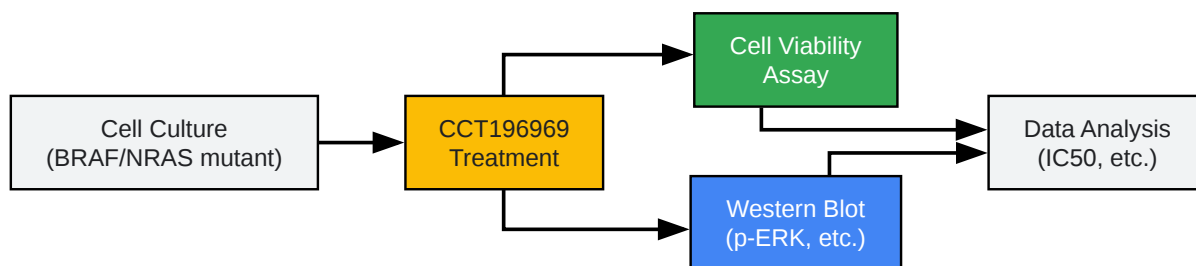 Cell Culture
(BRAF/NRAS mutant)
CCT196969
Treatment
Cell Viability
Assay
Western Blot
(p-ERK, etc.)
Data Analysis
(IC50, etc.)